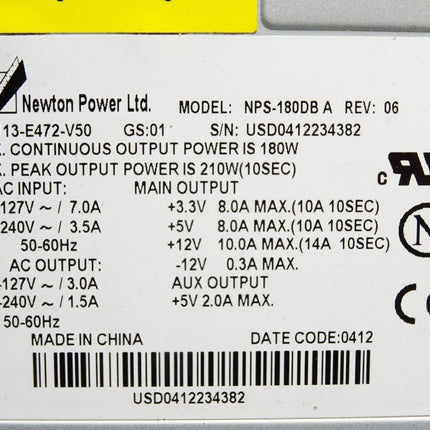 Newton Power Ltd. MODEL: NPS-180DB A REV: 06
13-E472-V50 GS:01 S/N: USD0412234382
. CONTINUOUS OUTPUT POWER IS 180W
. PEAK OUTPUT POWER IS 210W(10SEC)
AC INPUT: MAIN OUTPUT
-127V ~ / 7.0A +3.3V 8.0A MAX.(10A 10SEC)
-240V ~ / 3.5A +5V 8.0A MAX.(10A 10SEC)
50-60Hz +12V 10.0A MAX.(14A 10SEC)
AC OUTPUT: -12V 0.3A MAX.
-127V ~ / 3.0A AUX OUTPUT
-240V ~ / 1.5A +5V 2.0A MAX.
50-60Hz
MADE IN CHINA DATE CODE:0412
USD0412234382
c
N